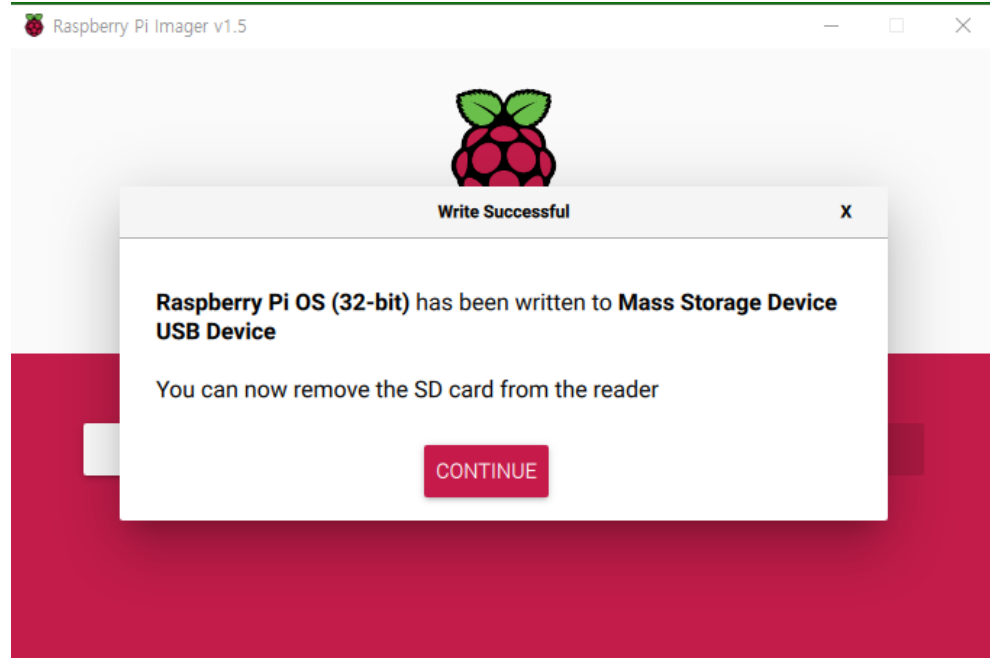 Raspberry Pi Imager v1.5
Write Successful
X
Raspberry Pi OS (32-bit) has been written to Mass Storage Device
USB Device
You can now remove the SD card from the reader
CONTINUE